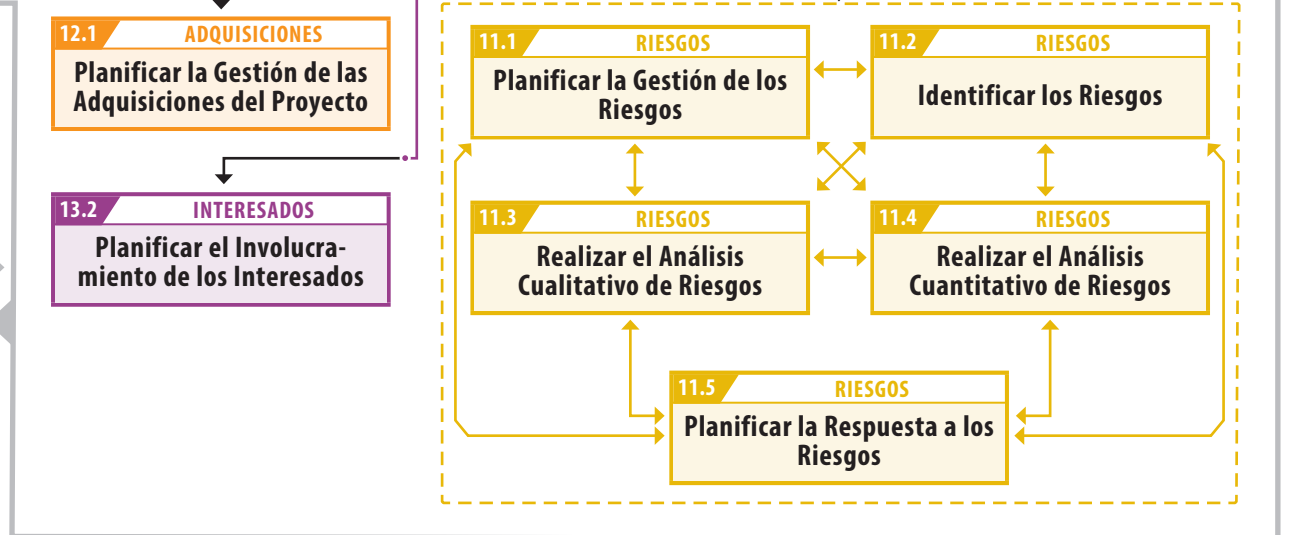 12.1 ADQUISICIONES
Planificar la Gestión de las
Adquisiciones del Proyecto
13.2 INTERESADOS
Planificar el Involucra-
miento de los Interesados
11.1 RIESGOS
Planificar la Gestión de los
Riesgos
11.2 RIESGOS
Identificar los Riesgos
11.3 RIESGOS
Realizar el Análisis
Cualitativo de Riesgos
11.4 RIESGOS
Realizar el Análisis
Cuantitativo de Riesgos
11.5 RIESGOS
Planificar la Respuesta a los
Riesgos